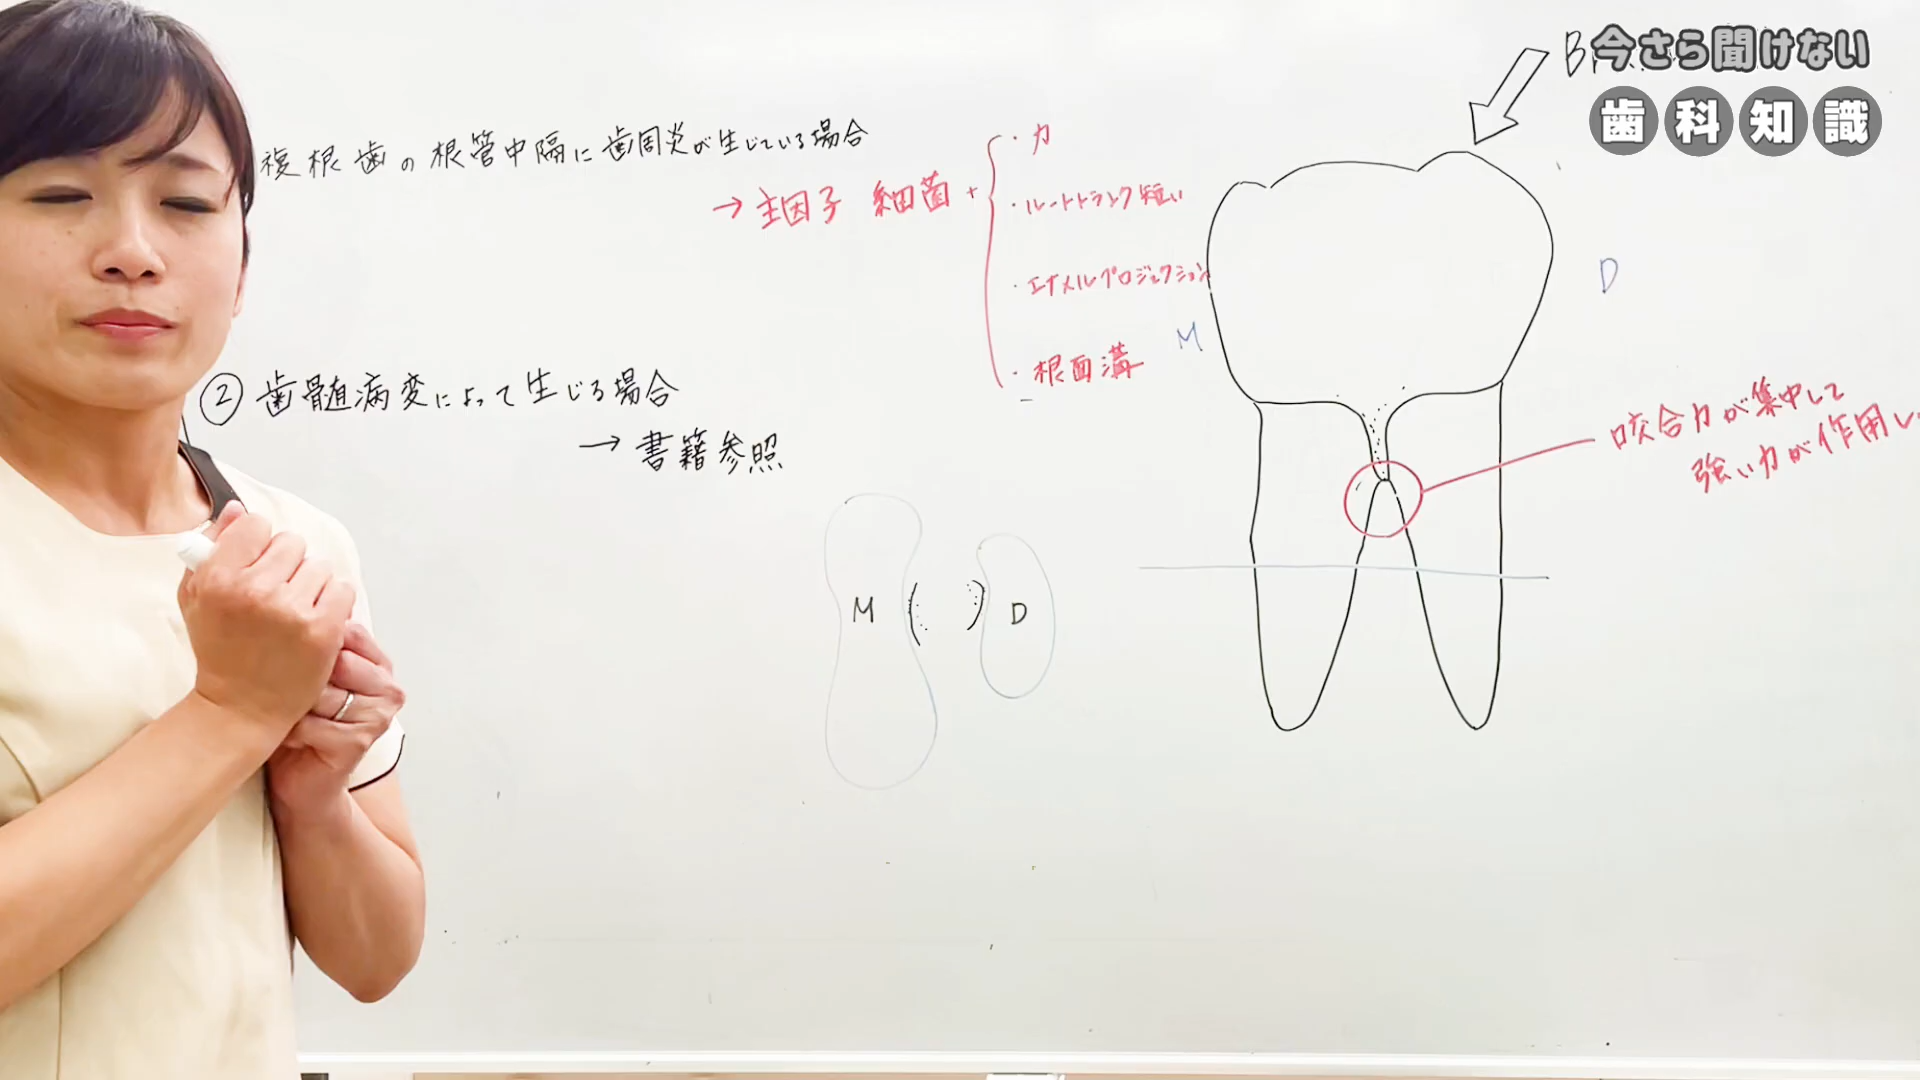 今さら聞けない
歯科知識
複根歯の根管中隔に歯周炎が生じている場合
→ 主因子 細菌 +
・力
・ルートトランク短い
・エナメルプロジェクション
・根面溝
② 歯髄病変によって生じる場合
→ 書籍参照
B
M
D
咬合力が集中して
強い力が作用し
M
D